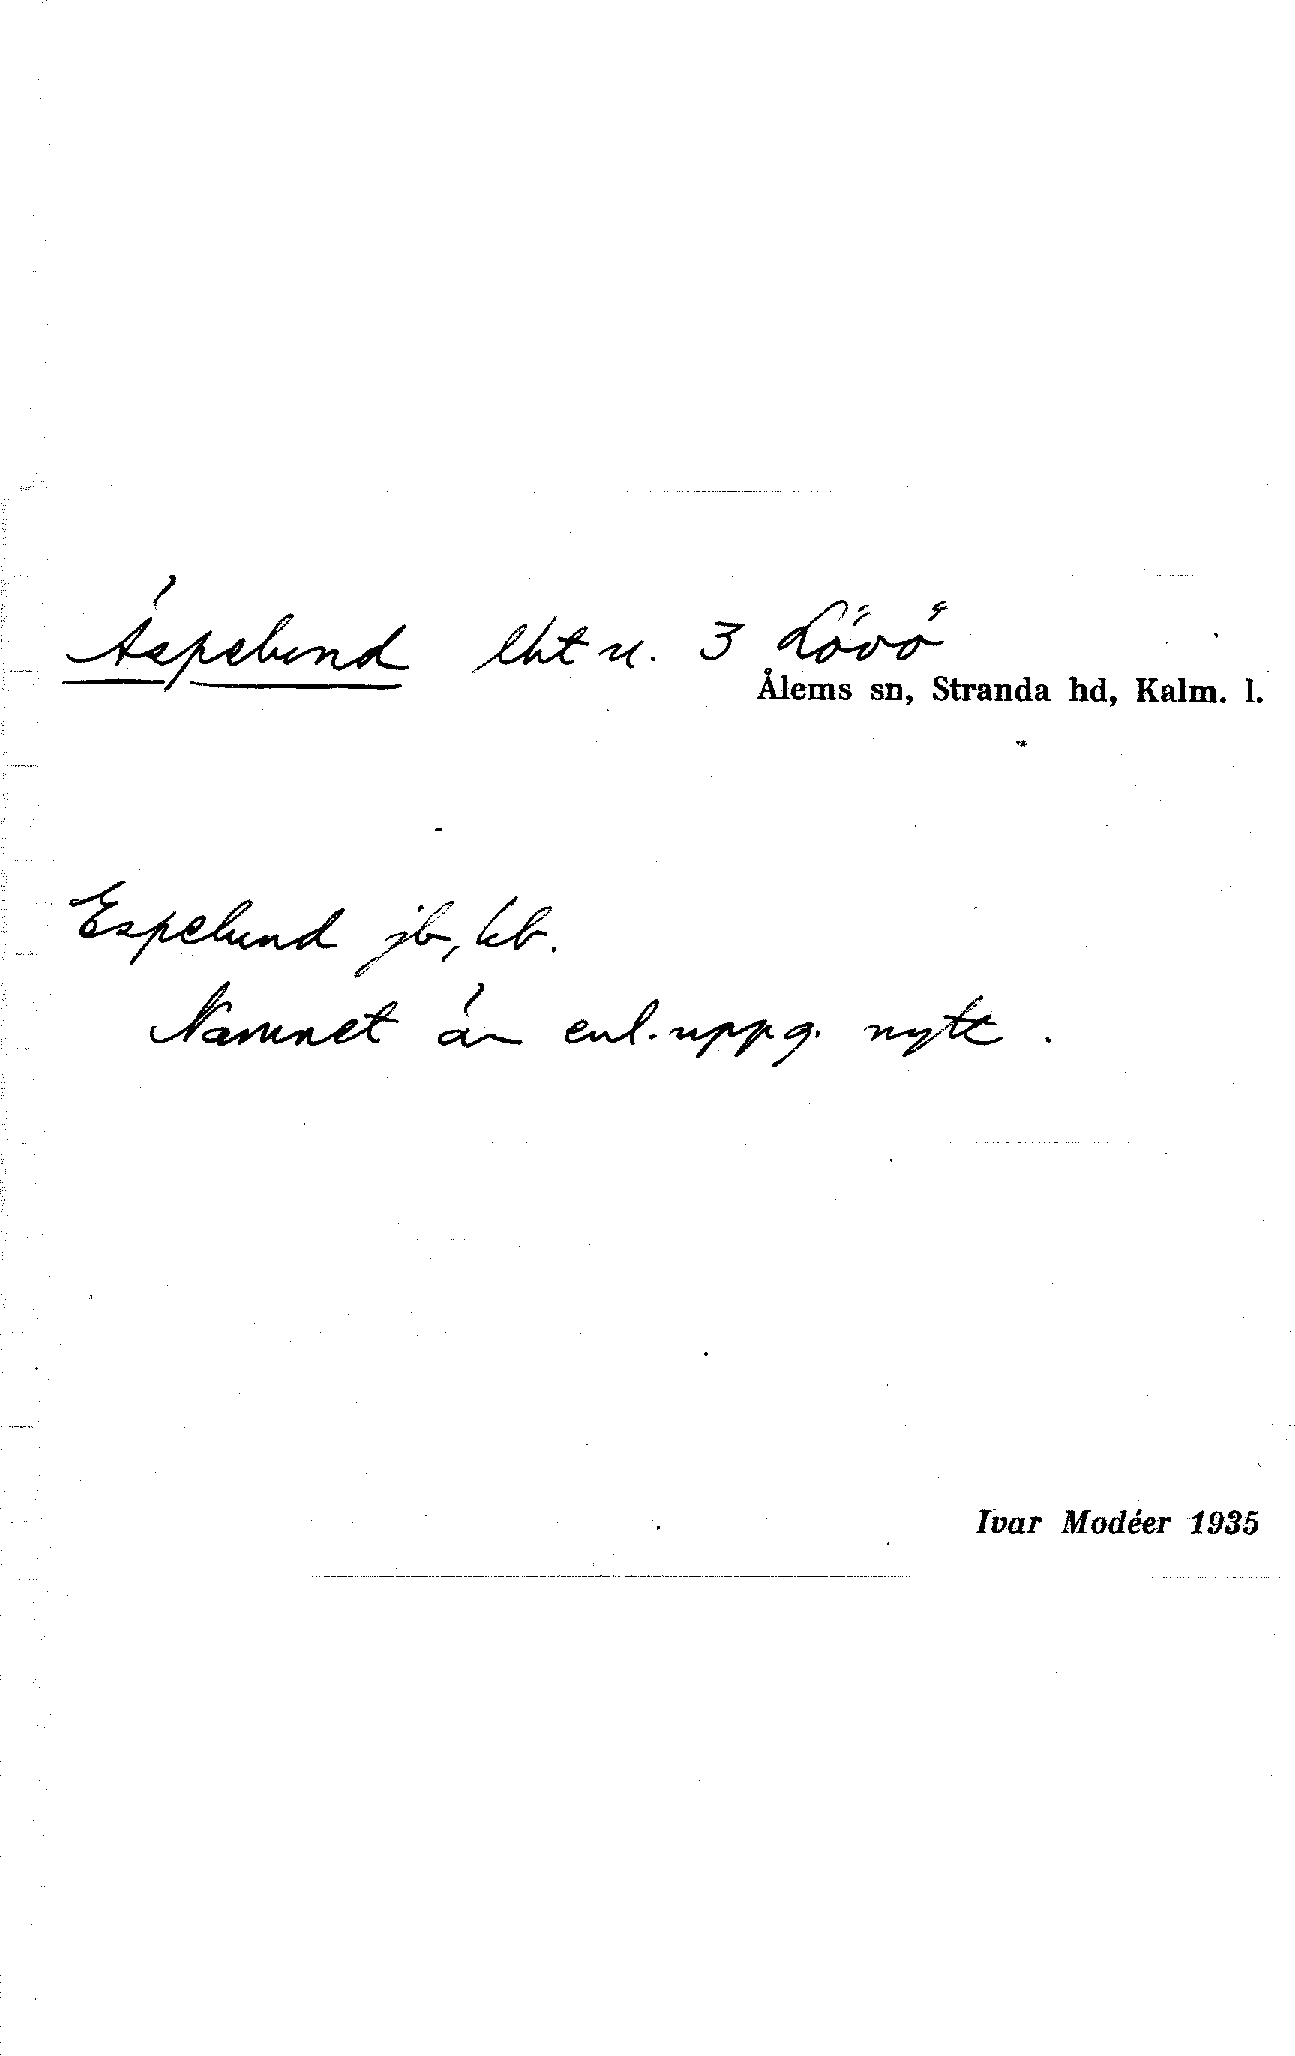 Äspelund lht u. 3 Lövö
Ålems sn, Stranda hd, Kalm. l.
Espelund jb, kb.
Namnet är enl. uppg. nytt.
Ivar Modéer 1935